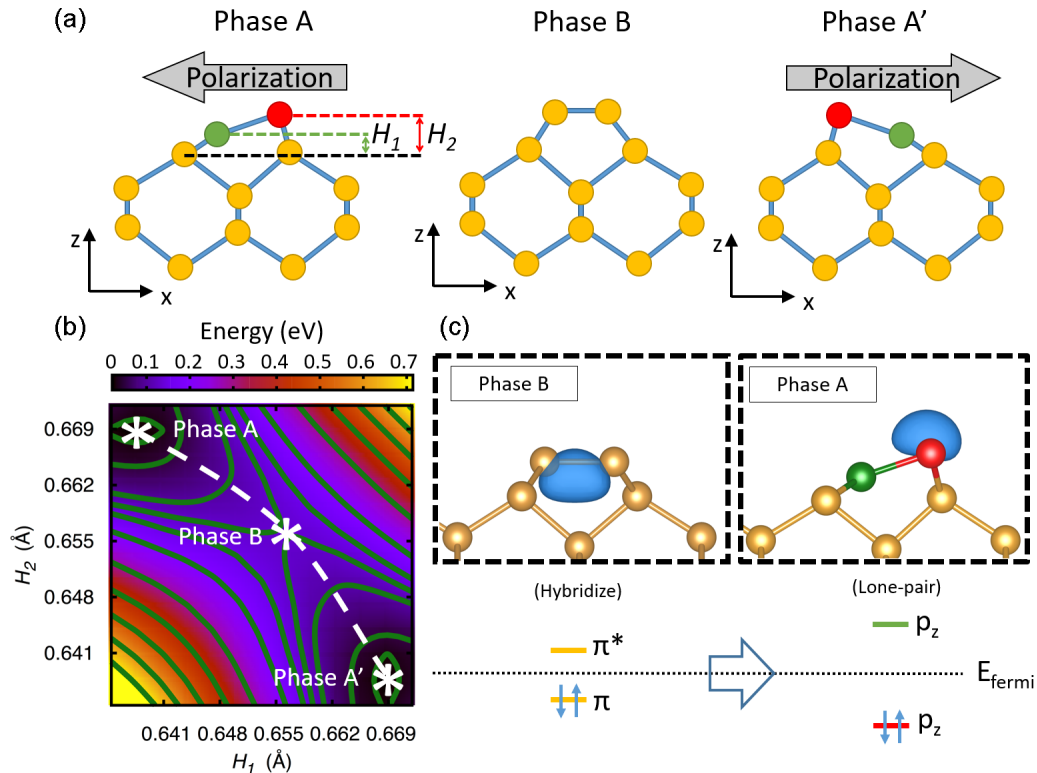 (a)
Phase A
Phase B
Phase A’
Polarization
Polarization
H1
H2
z
x
z
x
z
x
(b)
Energy (eV)
0 0.1 0.2 0.3 0.4 0.5 0.6 0.7
Phase A
Phase B
Phase A’
0.669
0.662
0.655
0.648
0.641
H2 (Å)
0.641 0.648 0.655 0.662 0.669
H1 (Å)
(c)
Phase B
Phase A
(Hybridize)
(Lone-pair)
π*
π
pz
Efermi
pz